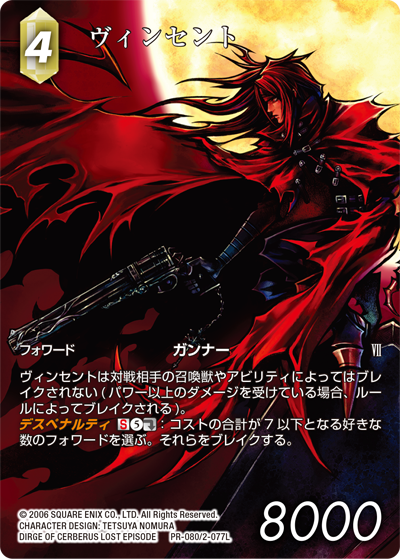 4
ヴィンセント
フォワード ガンナー Ⅶ
ヴィンセントは対戦相手の召喚獣やアビリティによってはブレ
イクされない(パワー以上のダメージを受けている場合、ルー
ルによってブレイクされる)。
デスペナルティ S5:コストの合計が7以下となる好きな
数のフォワードを選ぶ。それらをブレイクする。
© 2006 SQUARE ENIX CO., LTD. All Rights Reserved.
CHARACTER DESIGN: TETSUYA NOMURA
DIRGE OF CERBERUS LOST EPISODE PR-080/2-077L
8000